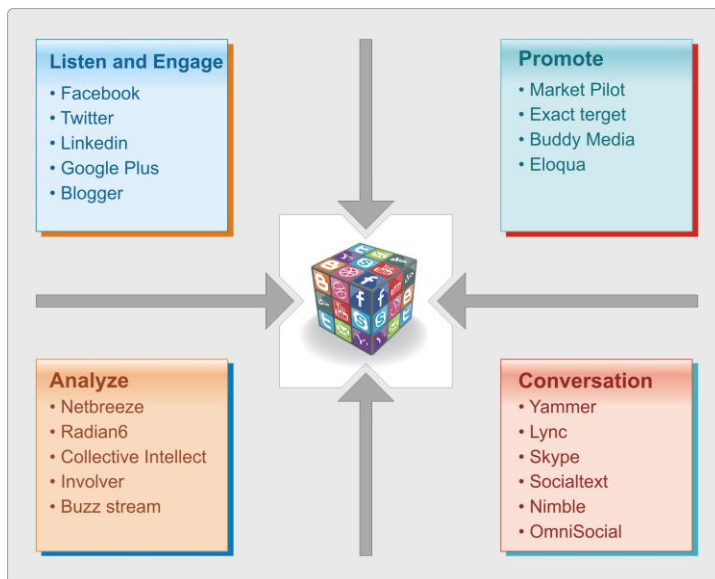 Listen and Engage
• Facebook
• Twitter
• Linkedin
• Google Plus
• Blogger
Promote
• Market Pilot
• Exact terget
• Buddy Media
• Eloqua
Analyze
• Netbreeze
• Radian6
• Collective Intellect
• Involver
• Buzz stream
Conversation
• Yammer
• Lync
• Skype
• Socialtext
• Nimble
• OmniSocial